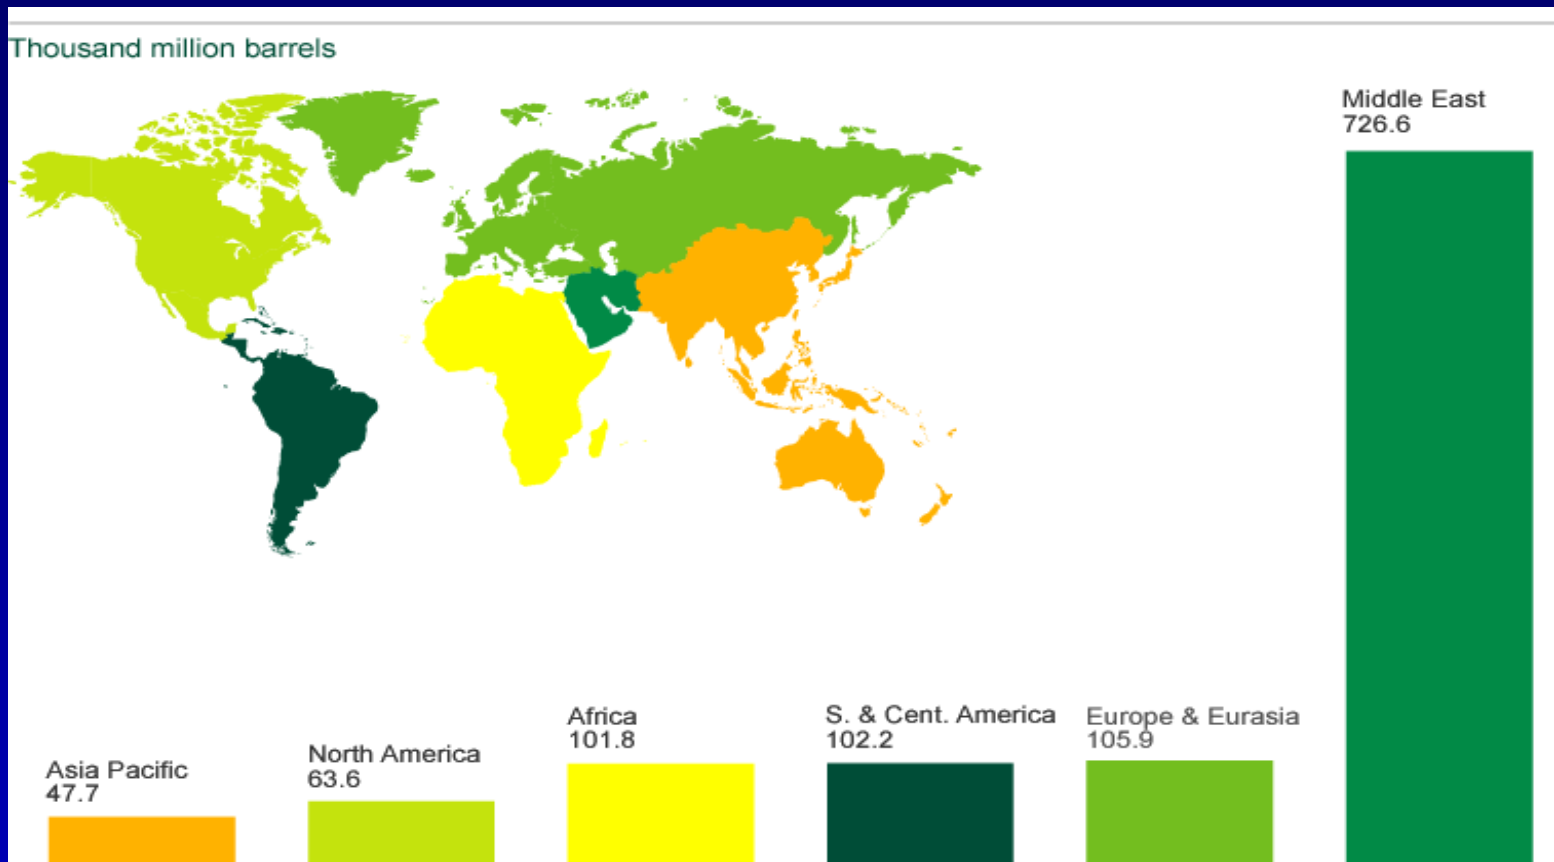 Thousand million barrels
Middle East
726.6
Africa
101.8
S. & Cent. America
102.2
Europe & Eurasia
105.9
North America
63.6
Asia Pacific
47.7